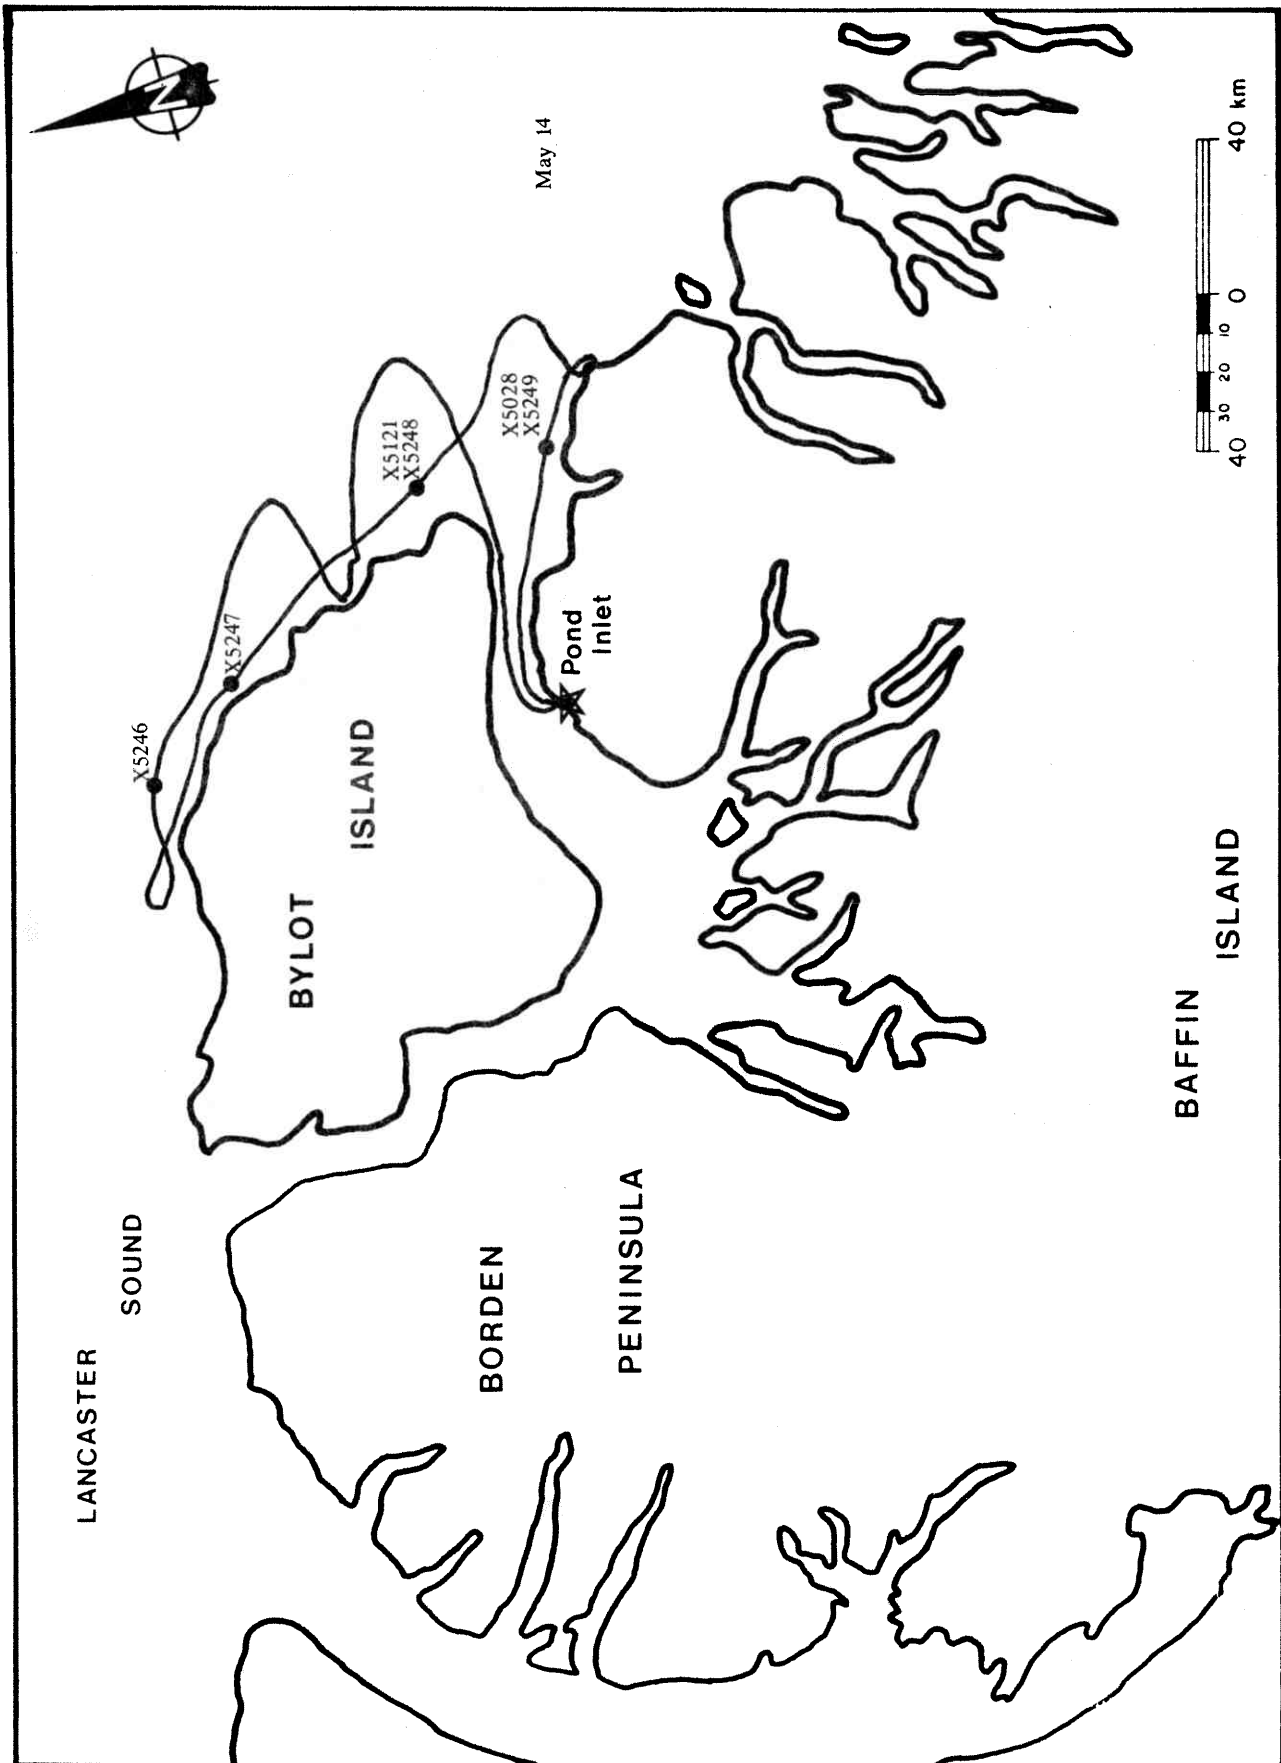 LANCASTER
SOUND
BYLOT
ISLAND
BORDEN
PENINSULA
X5246
X5247
X5121
X5248
X5028
X5249
May 14
Pond
Inlet
BAFFIN
ISLAND
N
40 30 20 10 0 40 km